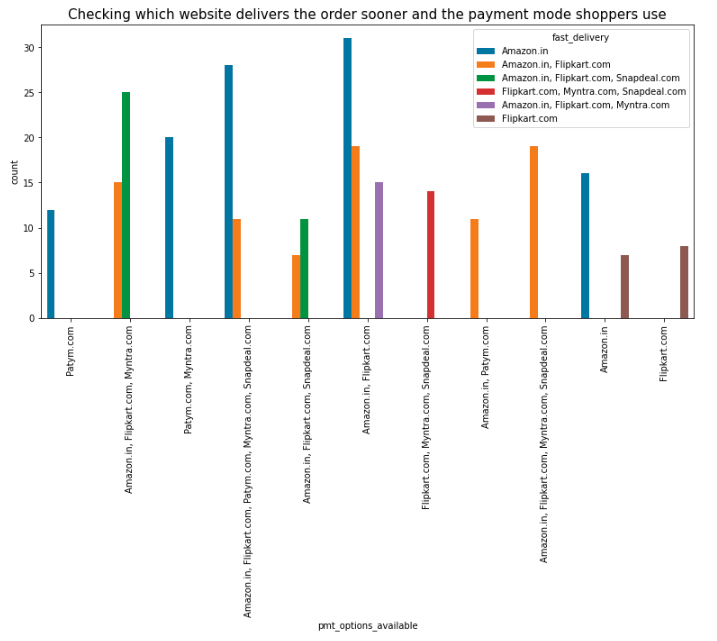 Checking which website delivers the order sooner and the payment mode shoppers use
fast_delivery
Amazon.in
Amazon.in, Flipkart.com
Amazon.in, Flipkart.com, Snapdeal.com
Flipkart.com, Myntra.com, Snapdeal.com
Amazon.in, Flipkart.com, Myntra.com
Flipkart.com
count
30
25
20
15
10
5
0
Patym.com
Amazon.in, Flipkart.com, Myntra.com
Patym.com, Myntra.com
Amazon.in, Flipkart.com, Patym.com, Myntra.com, Snapdeal.com
Amazon.in, Flipkart.com, Snapdeal.com
Amazon.in, Flipkart.com
Flipkart.com, Myntra.com, Snapdeal.com
Amazon.in, Patym.com
Amazon.in, Flipkart.com, Myntra.com, Snapdeal.com
Amazon.in
Flipkart.com
pmt_options_available